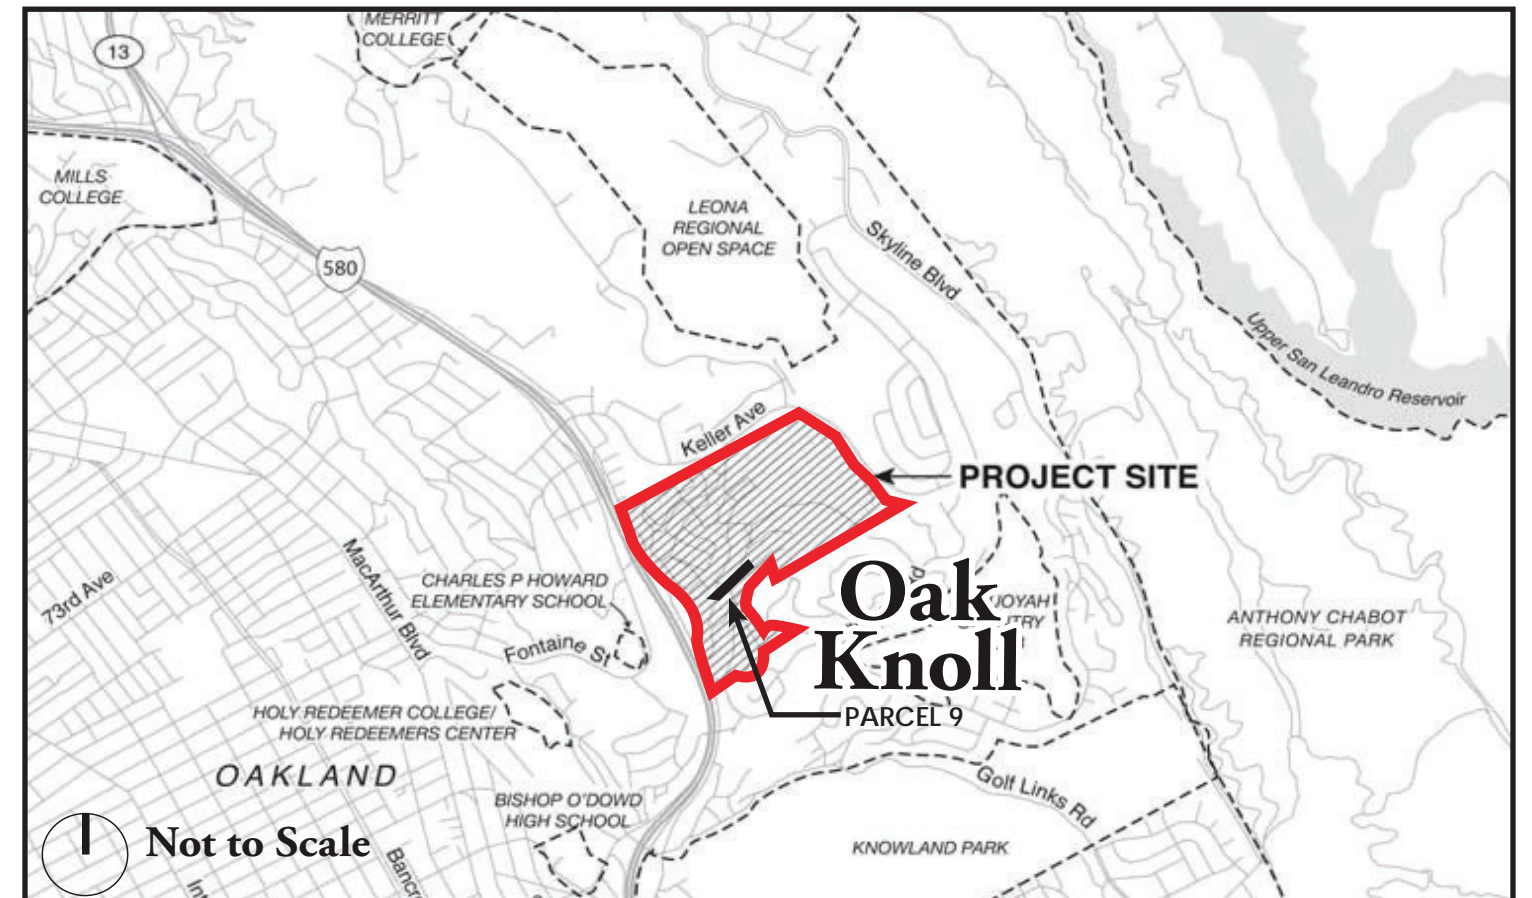 MERRITT
COLLEGE
13
MILLS
COLLEGE
LEONA
REGIONAL
OPEN SPACE
Skyline Blvd
580
Upper San Leandro Reservoir
Keller Ave
PROJECT SITE
73rd Ave
MacArthur Blvd
CHARLES P HOWARD
ELEMENTARY SCHOOL
Fontaine St
Oak
Knoll
PARCEL 9
ANTHONY CHABOT
REGIONAL PARK
HOLY REDEEMER COLLEGE/
HOLY REDEEMERS CENTER
OAKLAND
BISHOP O'DOWD
HIGH SCHOOL
Golf Links Rd
KNOWLAND PARK
Not to Scale